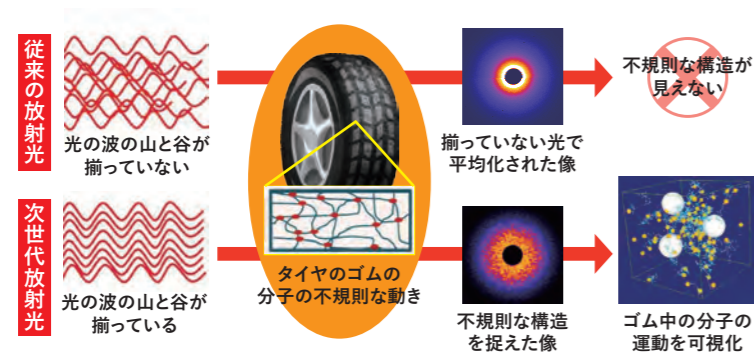 従来の放射光
光の波の山と谷が
揃っていない
揃っていない光で
平均化された像
不規則な構造が
見えない
次世代放射光
光の波の山と谷が
揃っている
タイヤのゴムの
分子の不規則な動き
不規則な構造
を捉えた像
ゴム中の分子の
運動を可視化